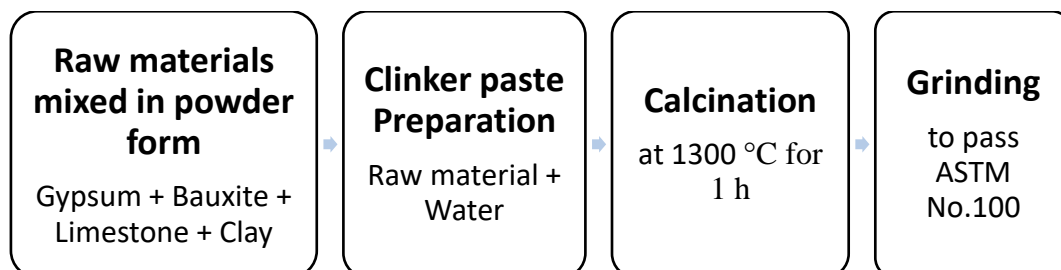 Raw materials
mixed in powder
form
Gypsum + Bauxite +
Limestone + Clay
Clinker paste
Preparation
Raw material +
Water
Calcination
at 1300 °C for
1 h
Grinding
to pass
ASTM
No.100